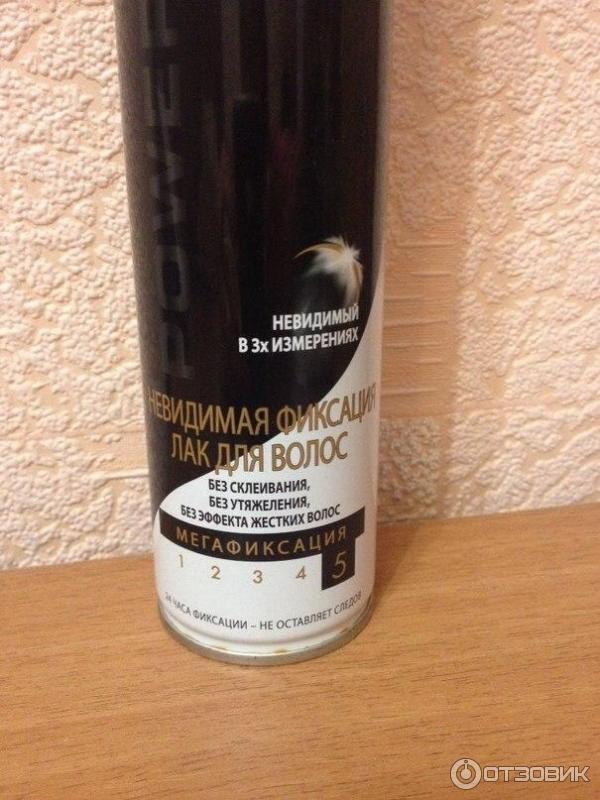 POWER
НЕВИДИМЫЙ
В 3х ИЗМЕРЕНИЯХ
НЕВИДИМАЯ ФИКСАЦИЯ
ЛАК ДЛЯ ВОЛОС
БЕЗ СКЛЕИВАНИЯ,
БЕЗ УТЯЖЕЛЕНИЯ,
БЕЗ ЭФФЕКТА ЖЕСТКИХ ВОЛОС
МЕГАФИКСАЦИЯ
1 2 3 4 5
24 ЧАСА ФИКСАЦИИ – НЕ ОСТАВЛЯЕТ СЛЕДОВ
ОТЗОВИК